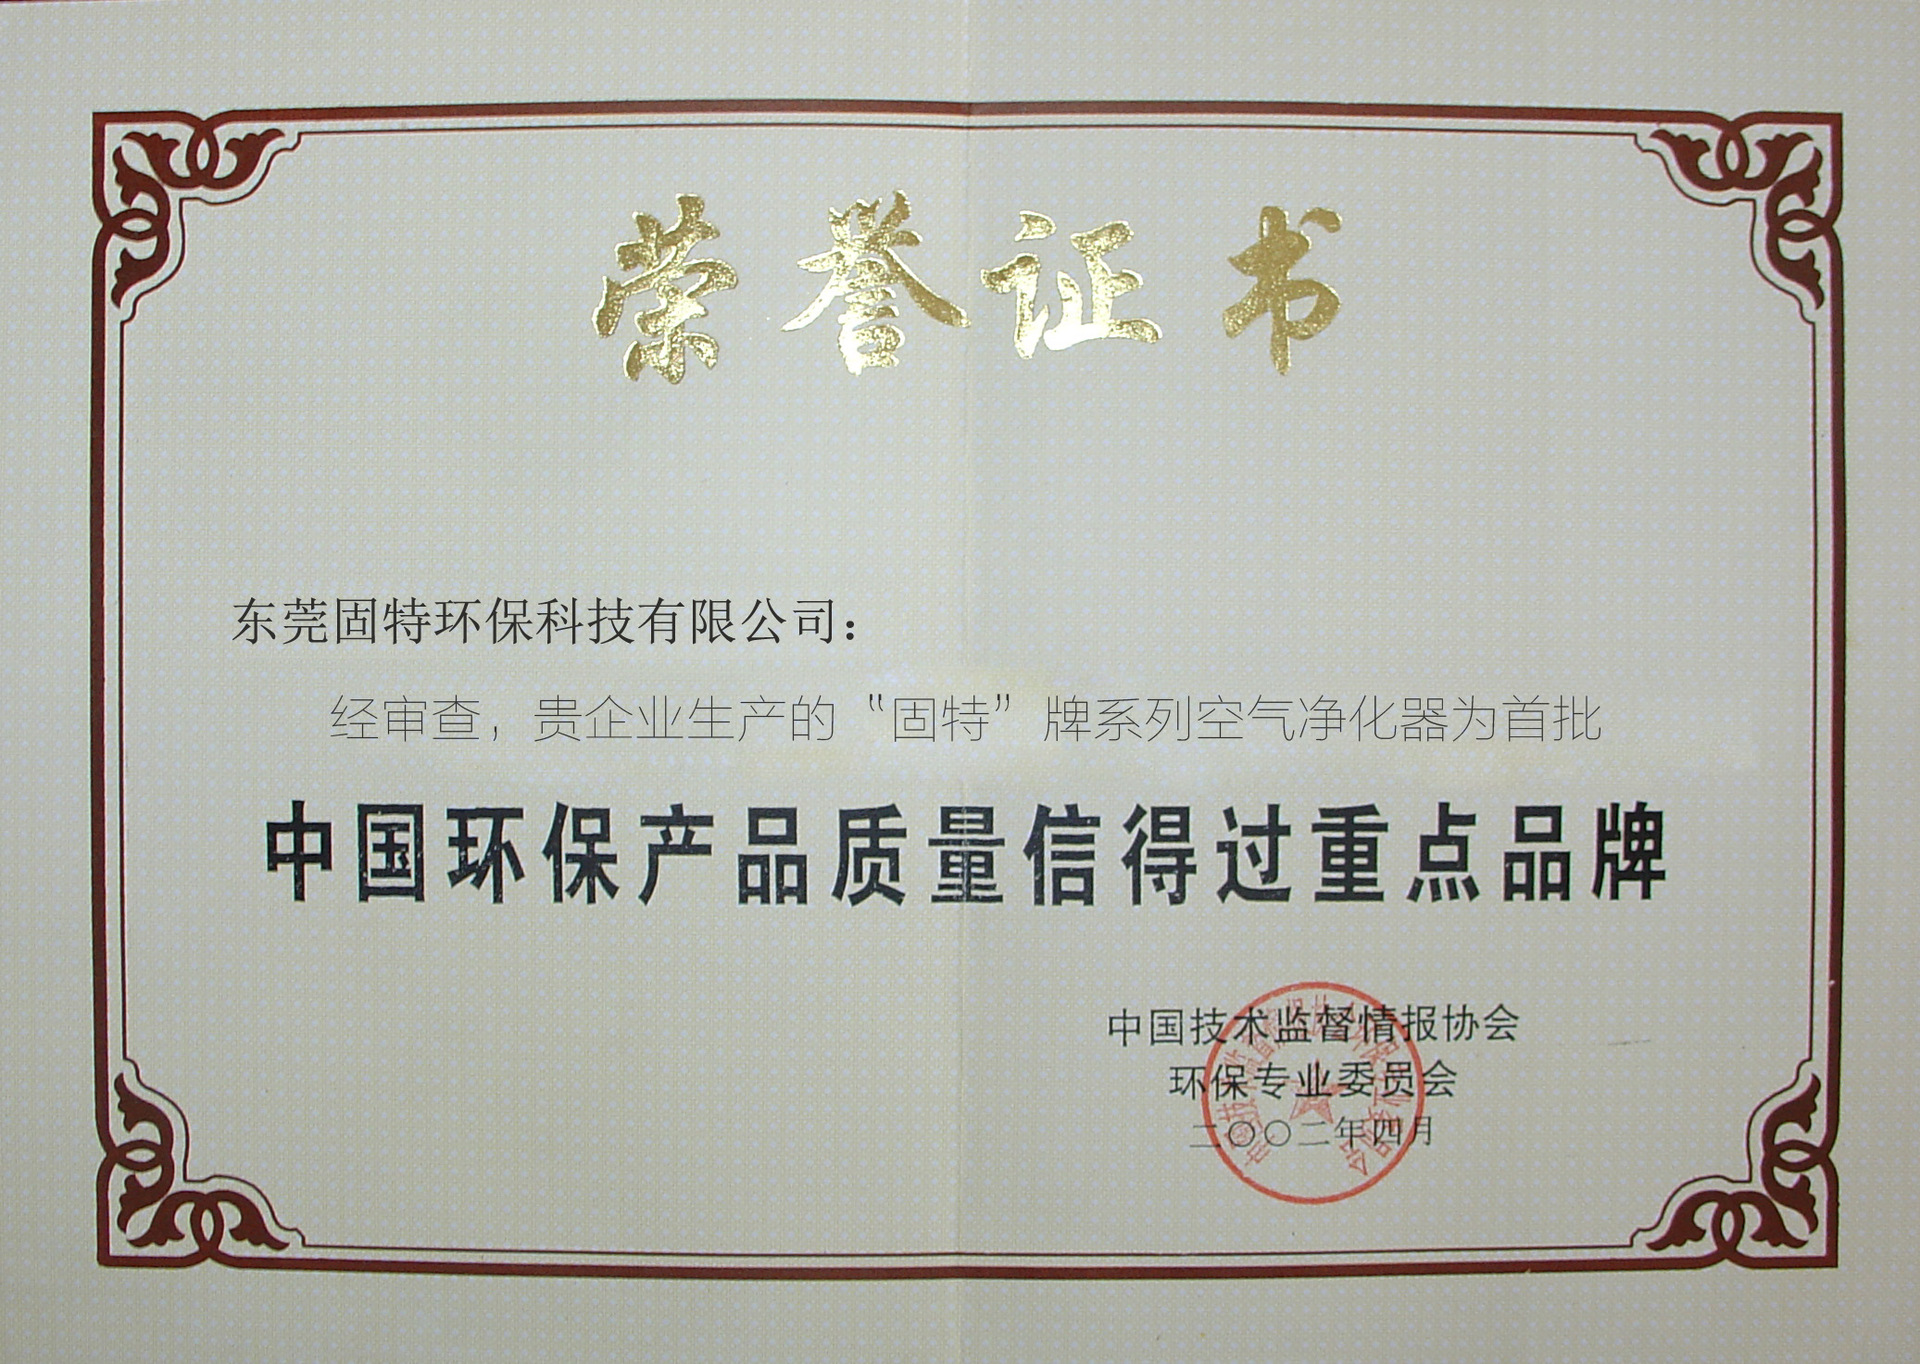 荣誉证书
东莞固特环保科技有限公司：
经审查，贵企业生产的“固特”牌系列空气净化器为首批
中国环保产品质量信得过重点品牌
中国技术监督情报协会
环保专业委员会
二〇〇二年四月